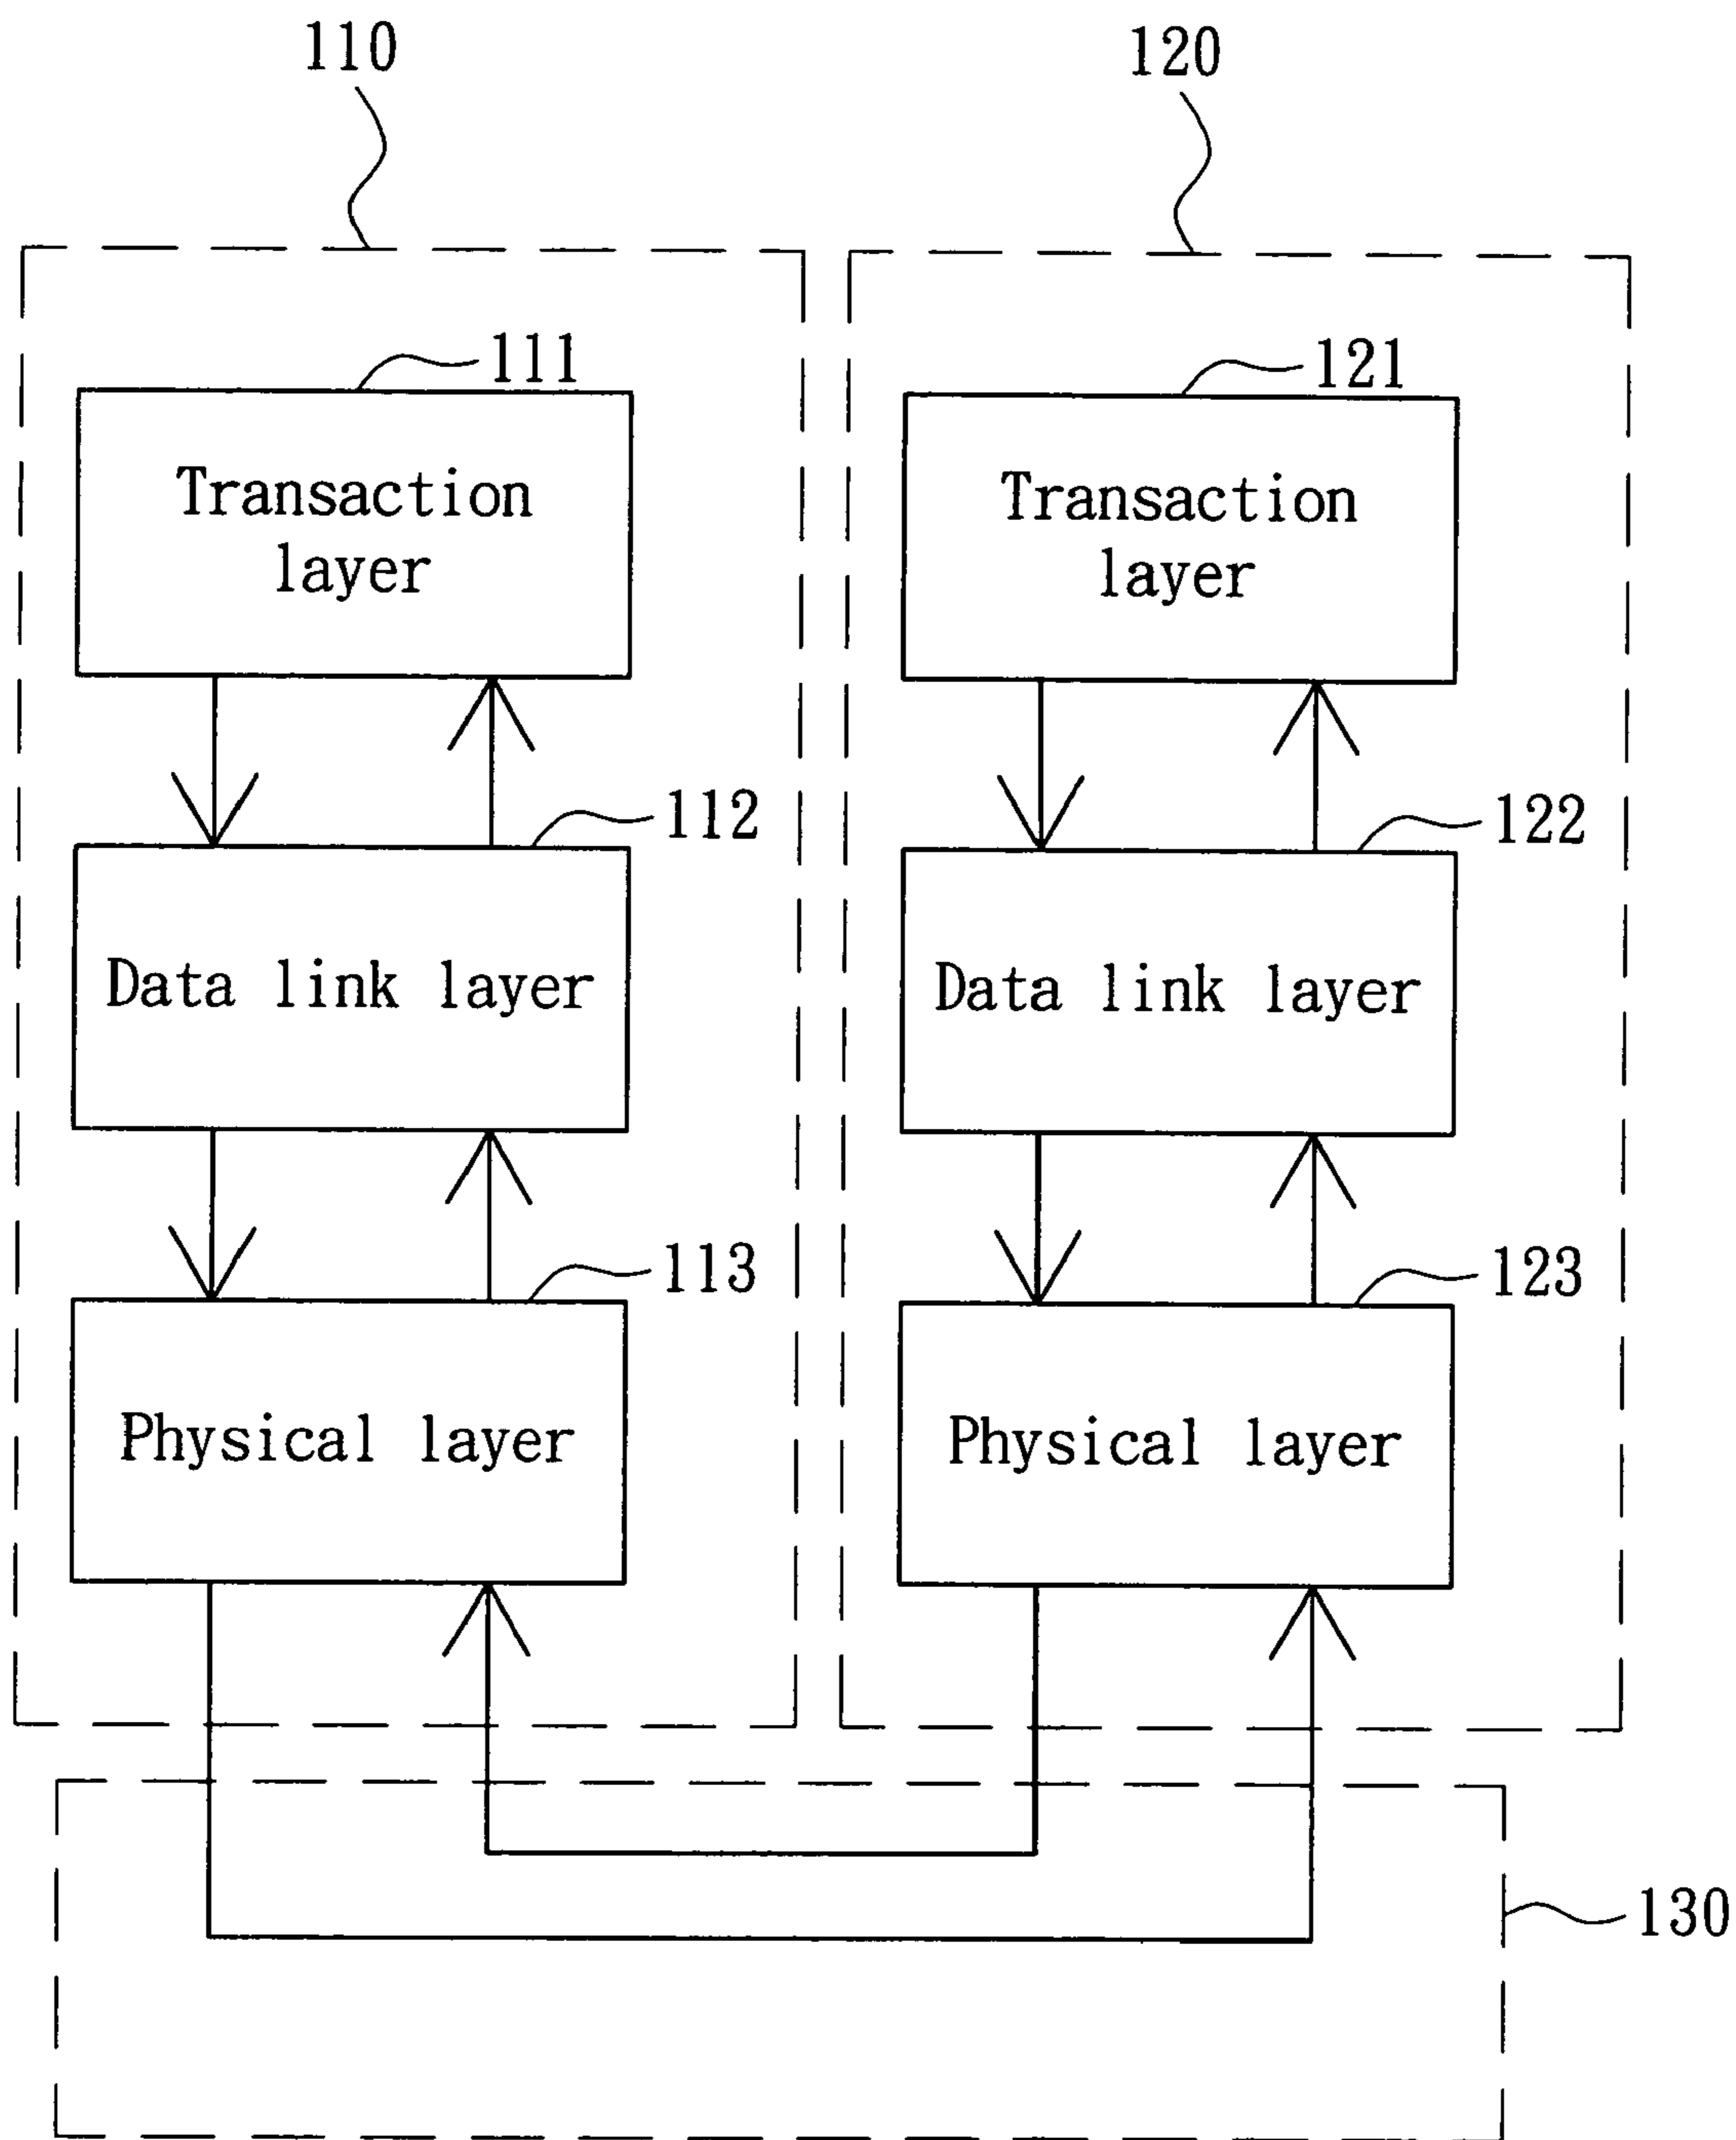 110
120
111
Transaction
layer
121
Transaction
layer
112
Data link layer
122
Data link layer
113
Physical layer
123
Physical layer
130